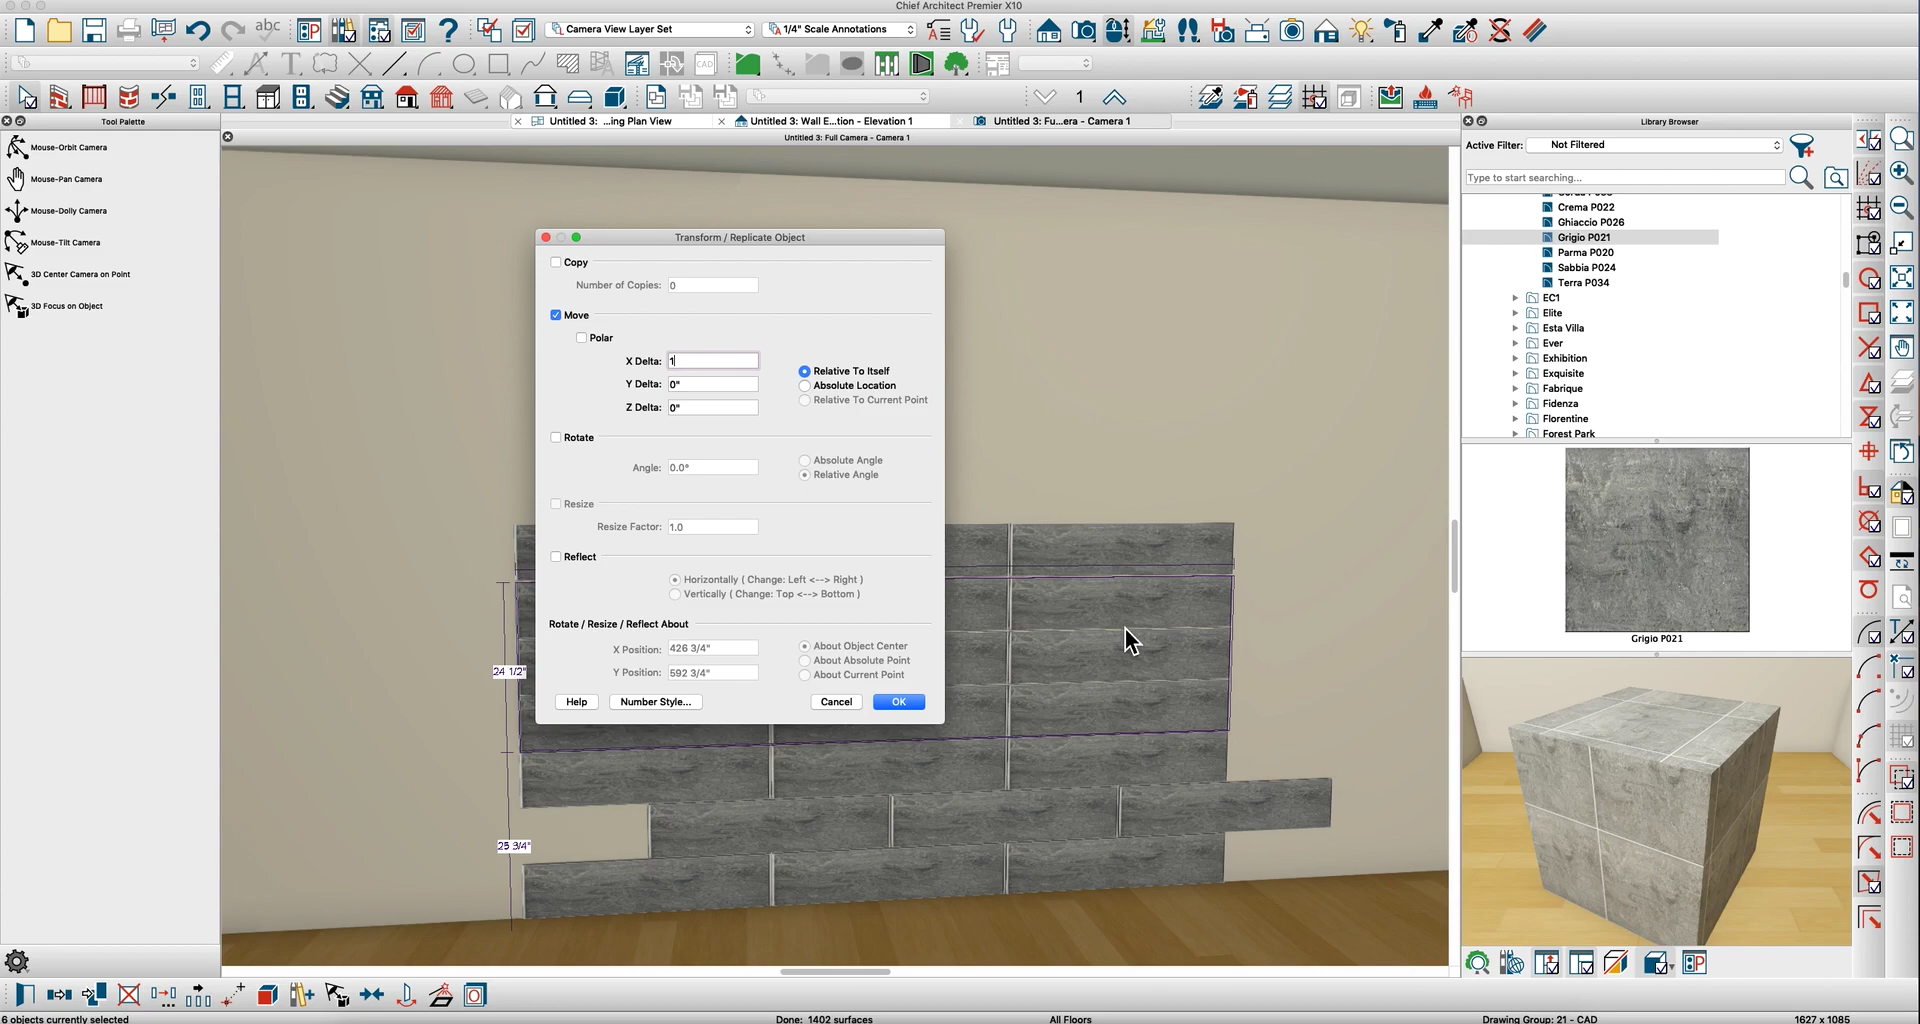 Chief Architect Premier X10
abc
?
Camera View Layer Set
1/4" Scale Annotations
CAD
1
Untitled 3: ...ing Plan View
Untitled 3: Wall E...tion - Elevation 1
Untitled 3: Fu...era - Camera 1
Untitled 3: Full Camera - Camera 1
Tool Palette
Mouse-Orbit Camera
Mouse-Pan Camera
Mouse-Dolly Camera
Mouse-Tilt Camera
3D Center Camera on Point
3D Focus on Object
Transform / Replicate Object
Copy
Number of Copies: 0
Move
Polar
X Delta: 1
Y Delta: 0"
Z Delta: 0"
Relative To Itself
Absolute Location
Relative To Current Point
Rotate
Angle: 0.0°
Absolute Angle
Relative Angle
Resize
Resize Factor: 1.0
Reflect
Horizontally ( Change: Left <--> Right )
Vertically ( Change: Top <--> Bottom )
Rotate / Resize / Reflect About
X Position: 426 3/4"
Y Position: 592 3/4"
About Object Center
About Absolute Point
About Current Point
Help
Number Style...
Cancel
OK
24 1/2"
25 3/4"
Library Browser
Active Filter: Not Filtered
Type to start searching...
Crema P022
Ghiaccio P026
Grigio P021
Parma P020
Sabbia P024
Terra P034
EC1
Elite
Esta Villa
Ever
Exhibition
Exquisite
Fabrique
Fidenza
Florentine
Forest Park
Grigio P021
6 objects currently selected
Done: 1402 surfaces
All Floors
Drawing Group: 21 - CAD
1627 x 1085